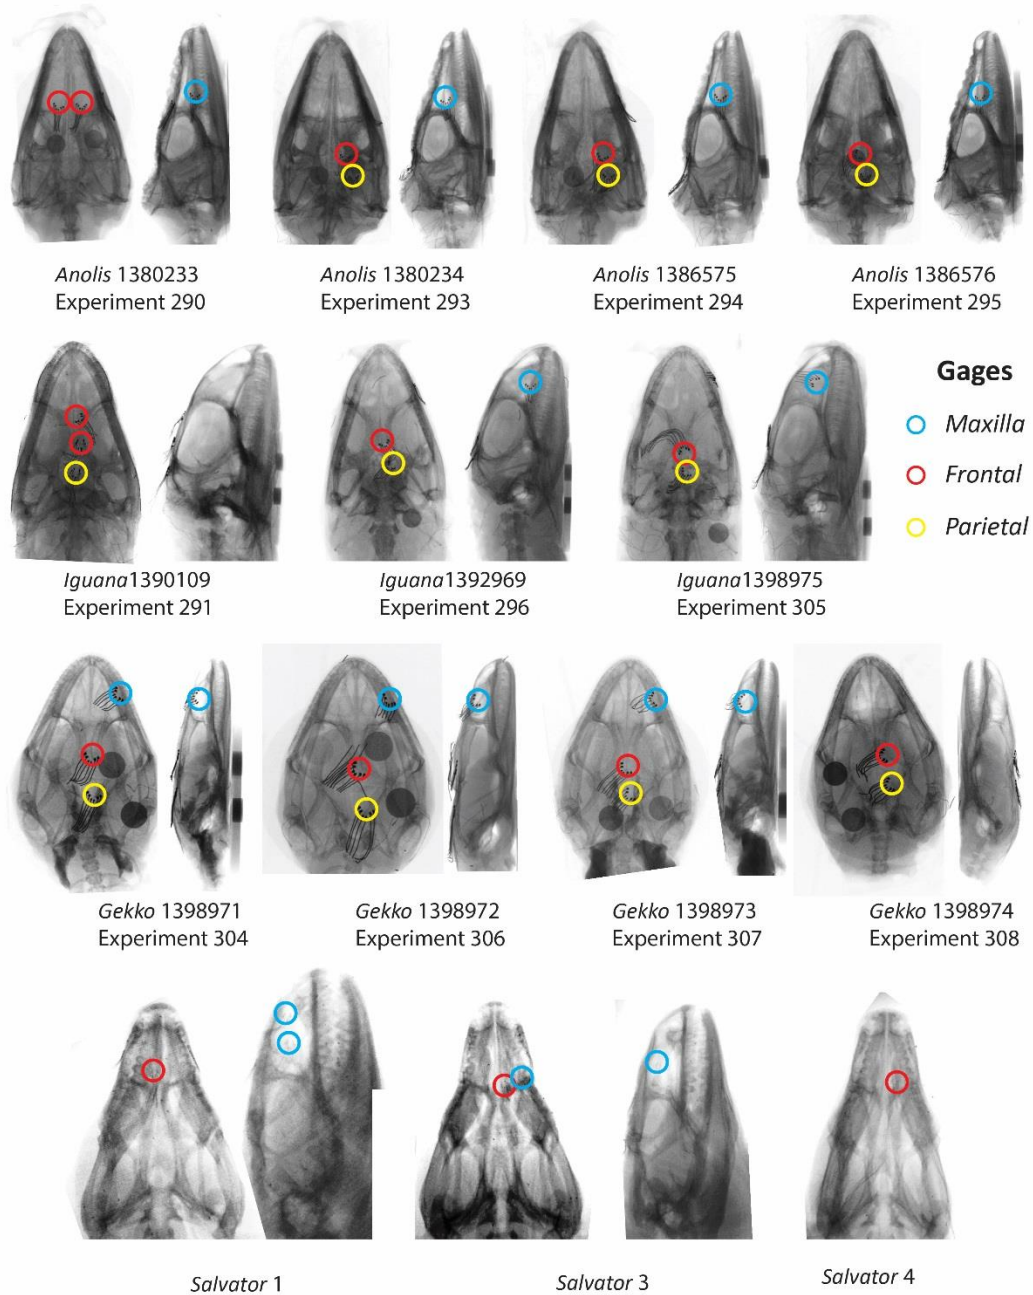 Anolis 1380233
Experiment 290
Anolis 1380234
Experiment 293
Anolis 1386575
Experiment 294
Anolis 1386576
Experiment 295
Gages
Maxilla
Frontal
Parietal
Iguana1390109
Experiment 291
Iguana1392969
Experiment 296
Iguana1398975
Experiment 305
Gekko 1398971
Experiment 304
Gekko 1398972
Experiment 306
Gekko 1398973
Experiment 307
Gekko 1398974
Experiment 308
Salvator 1
Salvator 3
Salvator 4